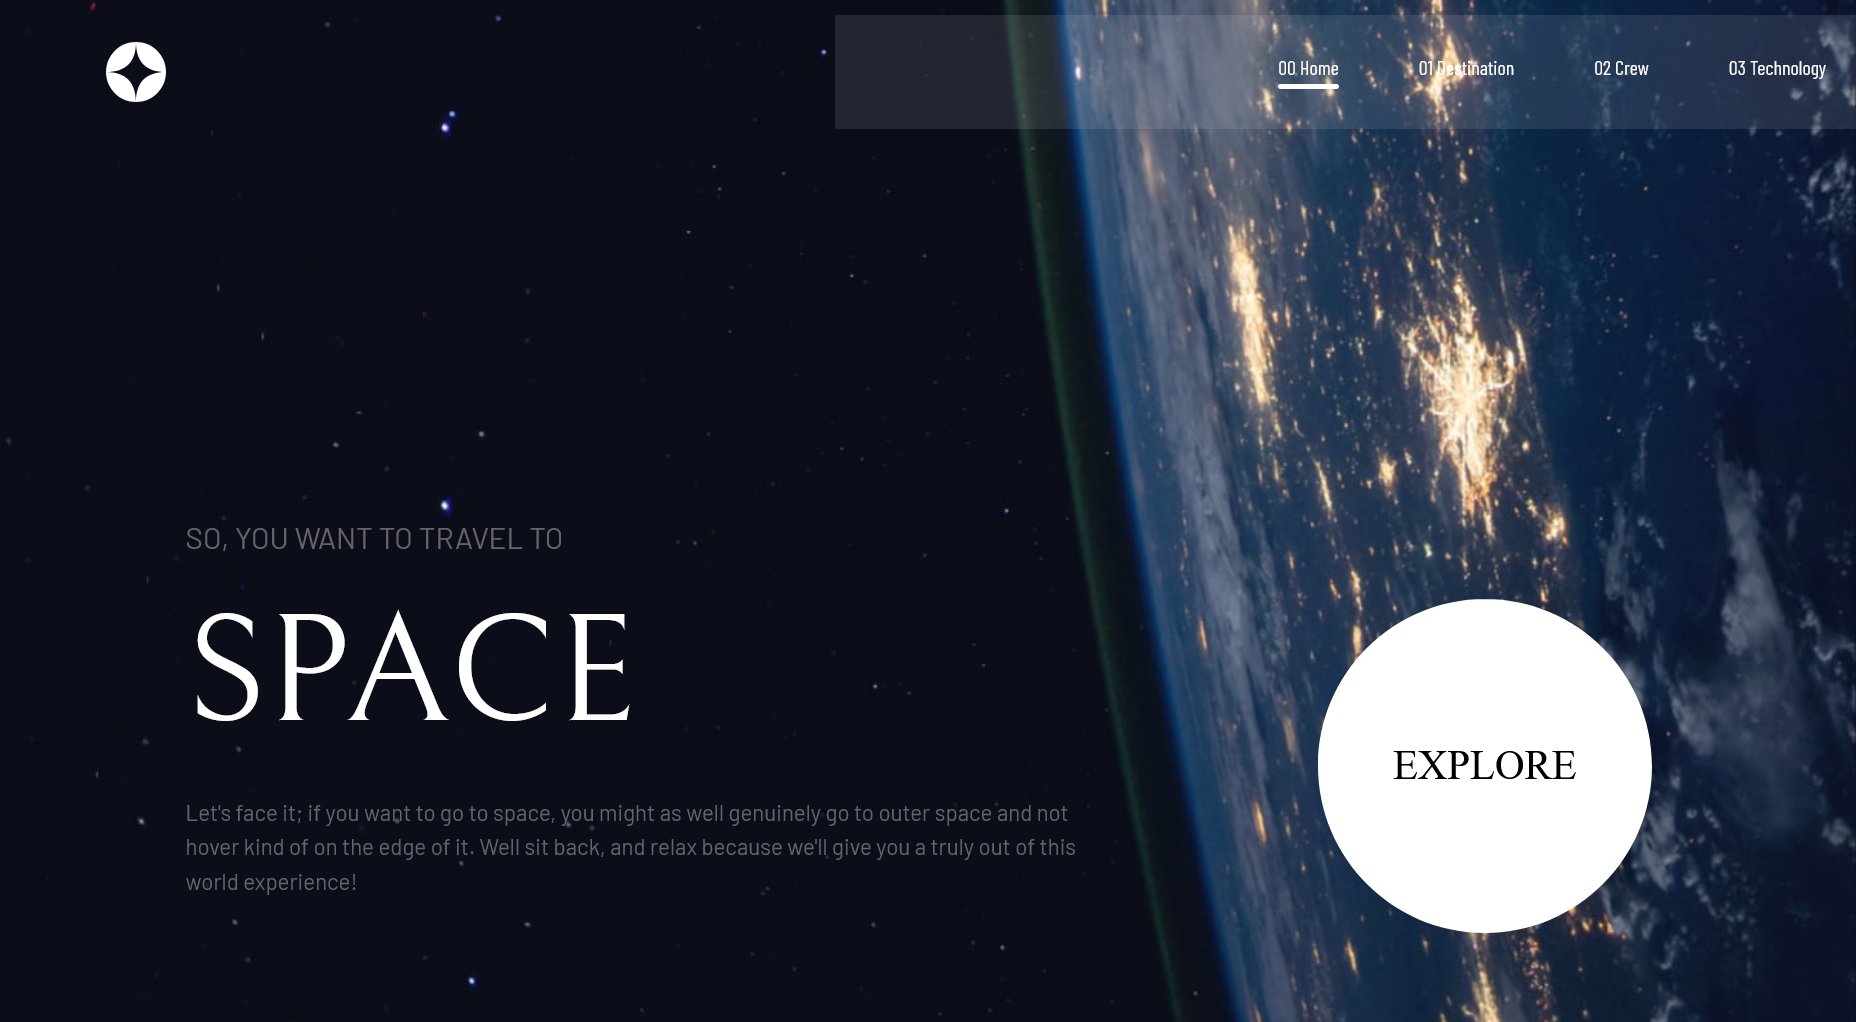 00 Home
01 Destination
02 Crew
03 Technology
SO, YOU WANT TO TRAVEL TO
SPACE
Let's face it; if you want to go to space, you might as well genuinely go to outer space and not
hover kind of on the edge of it. Well sit back, and relax because we'll give you a truly out of this
world experience!
EXPLORE